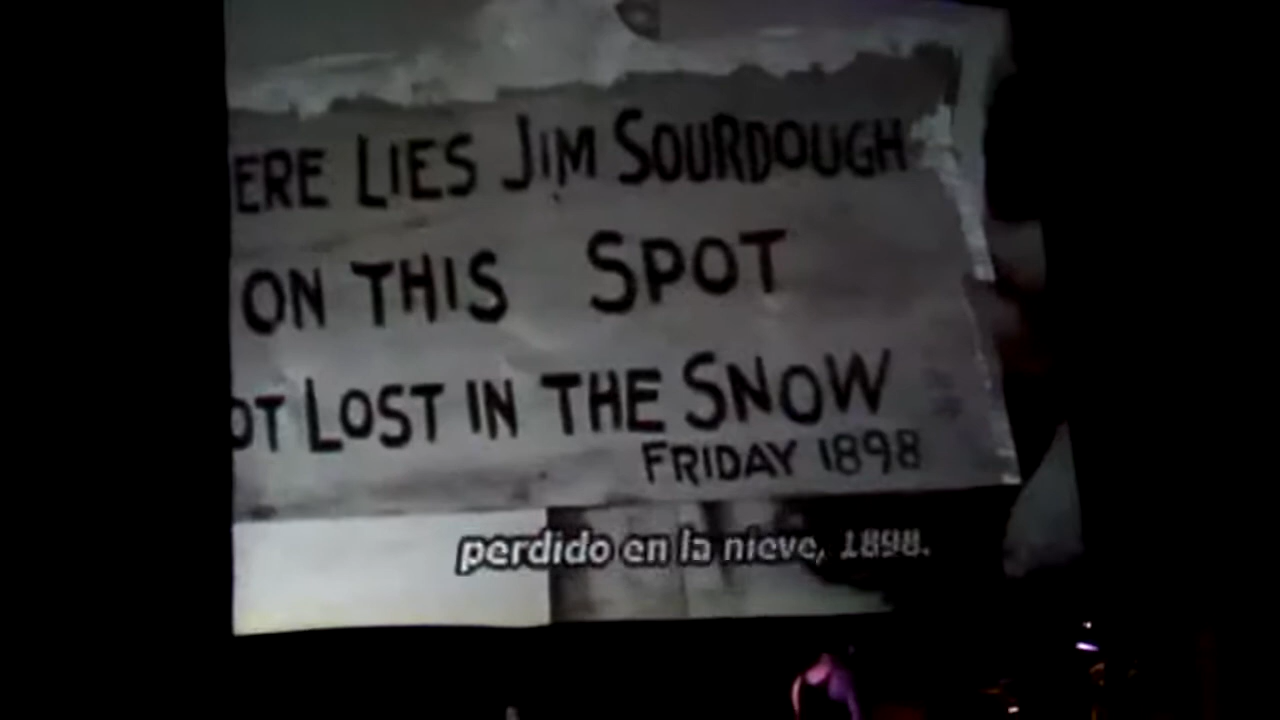 ERE LIES JIM SOURDOUGH
ON THIS SPOT
OT LOST IN THE SNOW
FRIDAY 1898
perdido en la nieve, 1898.